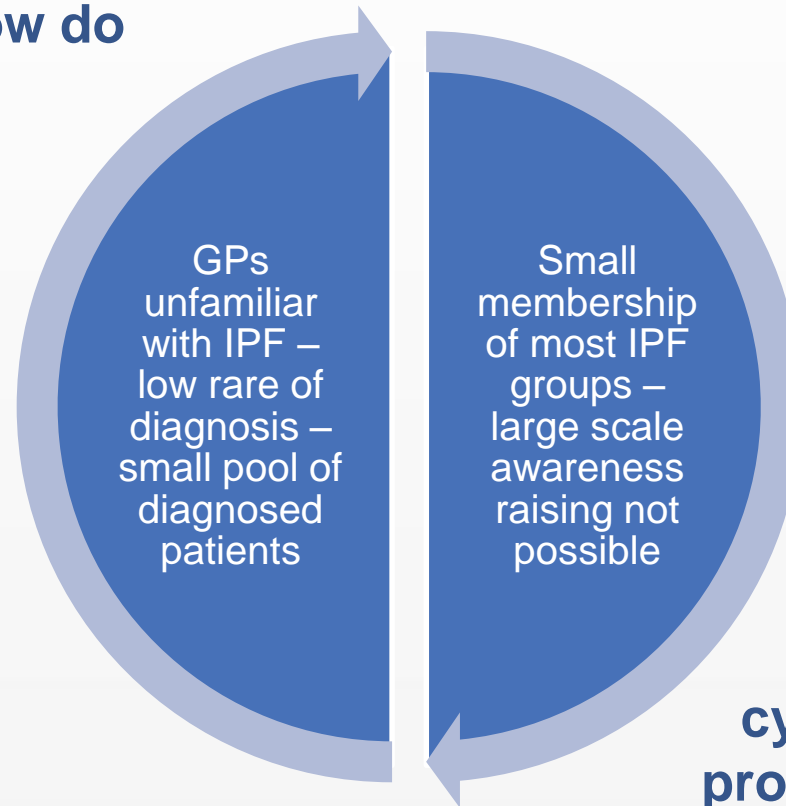 ow do
GPs
unfamiliar
with IPF –
low rare of
diagnosis –
small pool of
diagnosed
patients
Small
membership
of most IPF
groups –
large scale
awareness
raising not
possible
cy
pro